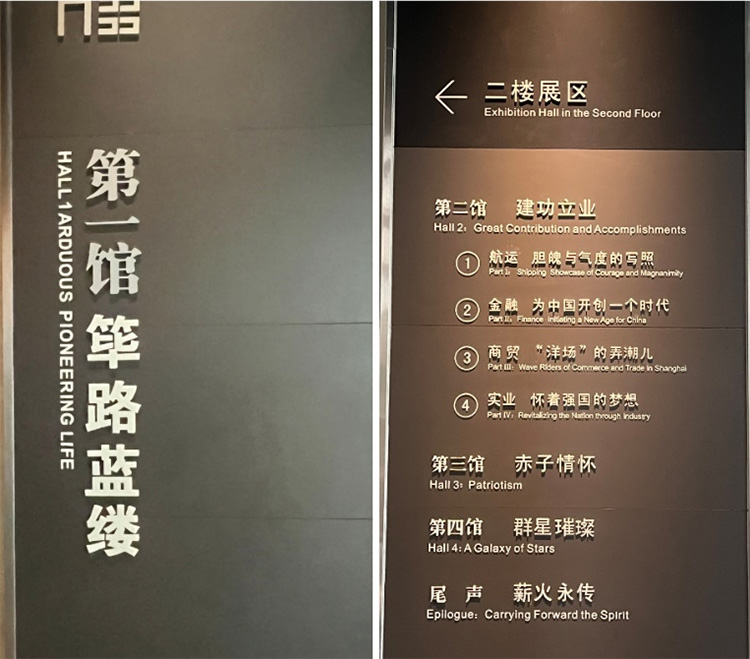 第一馆 筚路蓝缕
HALL 1 ARDUOUS PIONEERING LIFE
二楼展区
Exhibition Hall in the Second Floor
第二馆 建功立业
Hall 2: Great Contribution and Accomplishments
1 航运 胆魄与气度的写照
Part I: Shipping Showcase of Courage and Magnanimity
2 金融 为中国开创一个时代
Part II: Finance Initiating a New Age for China
3 商贸 “洋场”的弄潮儿
Part III: Wave Riders of Commerce and Trade in Shanghai
4 实业 怀着强国的梦想
Part IV: Revitalizing the Nation through Industry
第三馆 赤子情怀
Hall 3: Patriotism
第四馆 群星璀璨
Hall 4: A Galaxy of Stars
尾声 薪火永传
Epilogue: Carrying Forward the Spirit